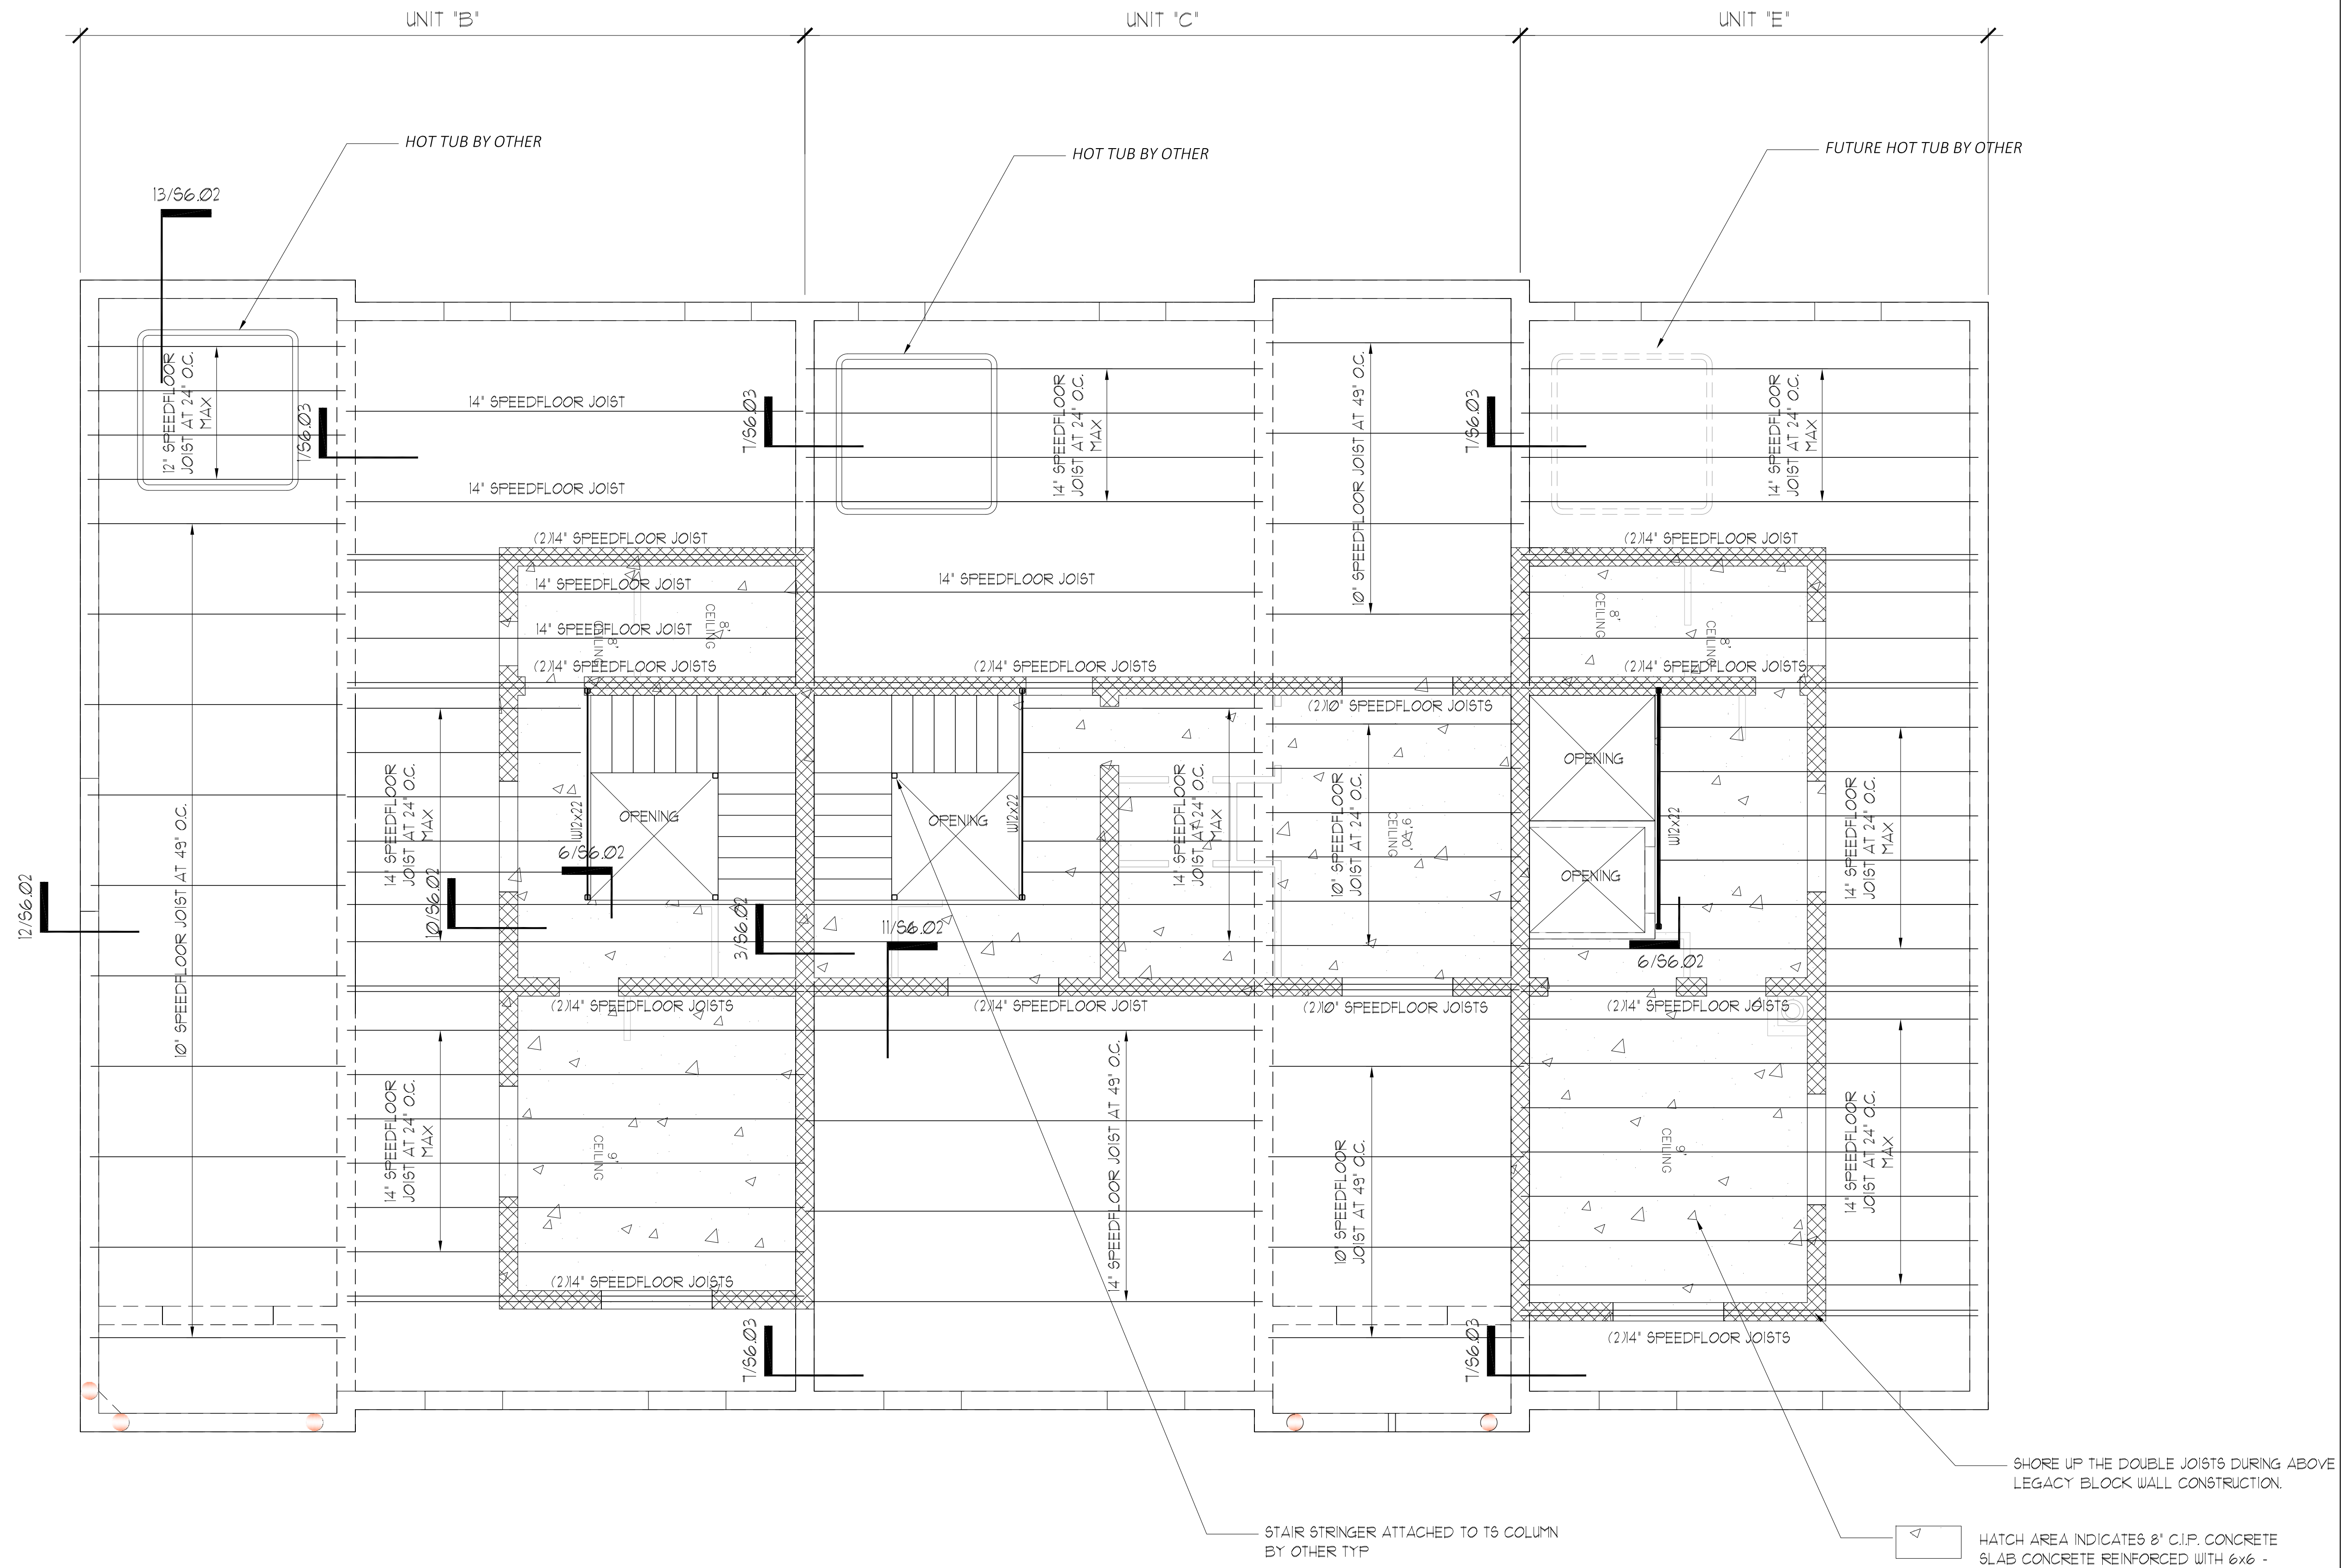 UNIT "B"
UNIT "C"
UNIT "E"
HOT TUB BY OTHER
HOT TUB BY OTHER
FUTURE HOT TUB BY OTHER
13/S6.02
12" SPEEDFLOOR
JOIST AT 24" O.C.
MAX
1/S6.03
14" SPEEDFLOOR JOIST
14" SPEEDFLOOR JOIST
7/S6.03
14" SPEEDFLOOR
JOIST AT 24" O.C.
MAX
10" SPEEDFLOOR JOIST AT 49" O.C.
7/S6.03
14" SPEEDFLOOR
JOIST AT 24" O.C.
MAX
(2)14" SPEEDFLOOR JOIST
14" SPEEDFLOOR JOIST
14" SPEEDFLOOR JOIST
8'
CEILING
8'
CEILING
(2)14" SPEEDFLOOR JOISTS
14" SPEEDFLOOR JOIST
(2)14" SPEEDFLOOR JOISTS
(2)10" SPEEDFLOOR JOISTS
(2)14" SPEEDFLOOR JOIST
8'
CEILING
8'
CEILING
(2)14" SPEEDFLOOR JOISTS
12/S6.02
10" SPEEDFLOOR JOIST AT 49" O.C.
14" SPEEDFLOOR
JOIST AT 24" O.C.
MAX
W12x22
OPENING
6/S6.02
10/S6.02
3/S6.02
OPENING
W12x22
11/S6.02
14" SPEEDFLOOR
JOIST AT 24" O.C.
MAX
10" SPEEDFLOOR
JOIST AT 24" O.C.
9'-0"
CEILING
OPENING
OPENING
W12x22
6/S6.02
14" SPEEDFLOOR
JOIST AT 24" O.C.
MAX
(2)14" SPEEDFLOOR JOISTS
(2)14" SPEEDFLOOR JOIST
(2)10" SPEEDFLOOR JOISTS
(2)14" SPEEDFLOOR JOISTS
14" SPEEDFLOOR
JOIST AT 24" O.C.
MAX
9'
CEILING
14" SPEEDFLOOR JOIST AT 49" O.C.
10" SPEEDFLOOR
JOIST AT 49" O.C.
9'
CEILING
14" SPEEDFLOOR
JOIST AT 24" O.C.
MAX
(2)14" SPEEDFLOOR JOISTS
(2)14" SPEEDFLOOR JOISTS
7/S6.03
7/S6.03
SHORE UP THE DOUBLE JOISTS DURING ABOVE
LEGACY BLOCK WALL CONSTRUCTION.
STAIR STRINGER ATTACHED TO TS COLUMN
BY OTHER TYP
HATCH AREA INDICATES 8" C.I.P. CONCRETE
SLAB CONCRETE REINFORCED WITH 6x6 -